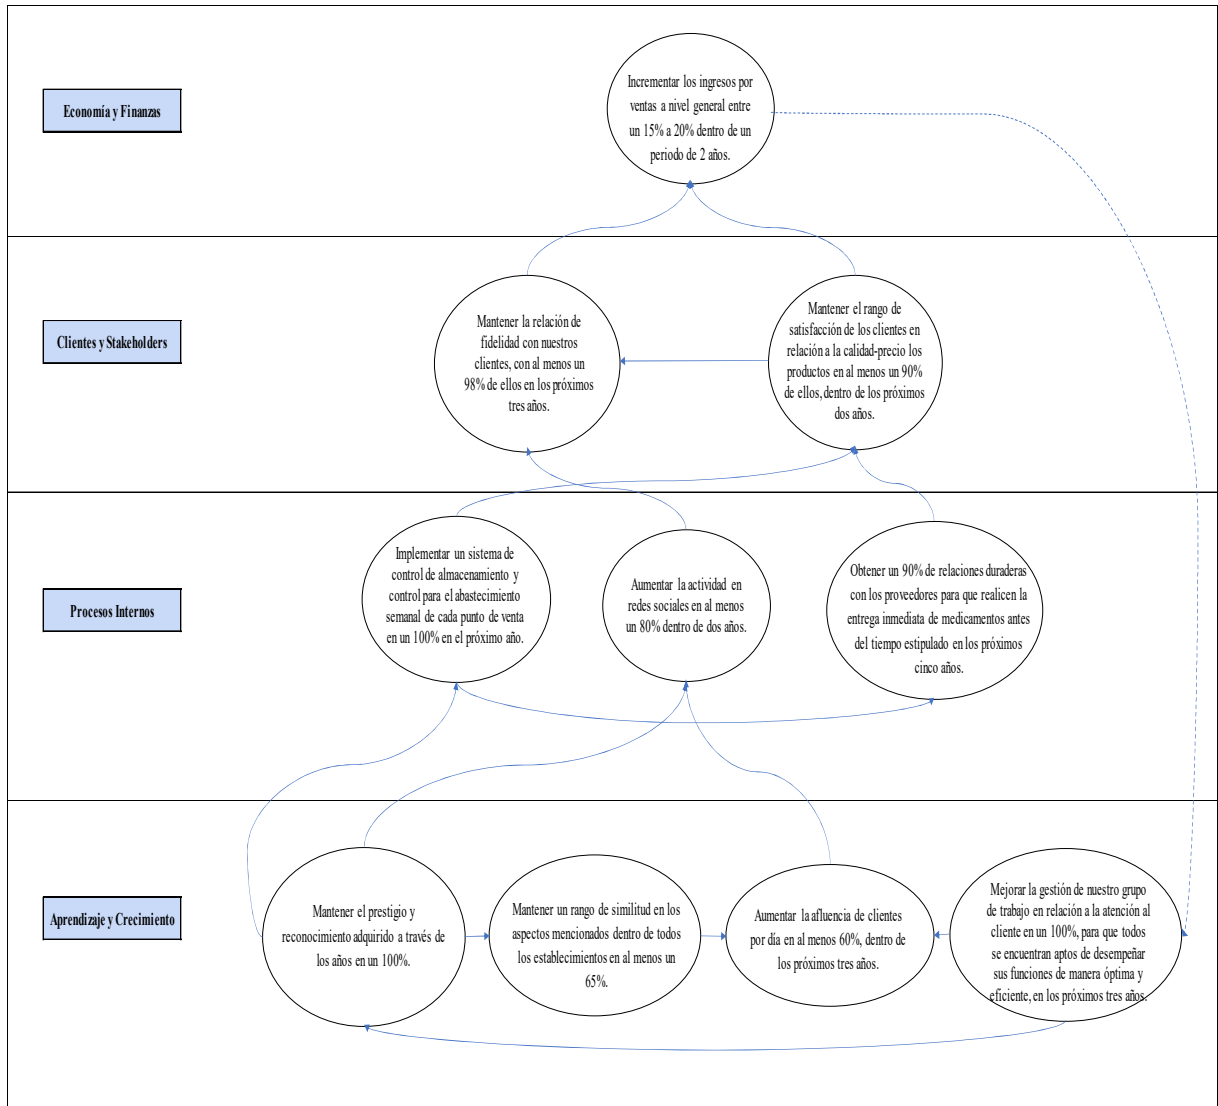 Economía y Finanzas
Incrementar los ingresos por
ventas a nivel general entre
un 15% a 20% dentro de un
periodo de 2 años.
Clientes y Stakeholders
Mantener la relación de
fidelidad con nuestros
clientes, con al menos un
98% de ellos en los próximos
tres años.
Mantener el rango de
satisfacción de los clientes en
relación a la calidad-precio los
productos en al menos un 90%
de ellos, dentro de los próximos
dos años.
Procesos Internos
Implementar un sistema de
control de almacenamiento y
control para el abastecimiento
semanal de cada punto de venta
en un 100% en el próximo año.
Aumentar la actividad en
redes sociales en al menos
un 80% dentro de dos años.
Obtener un 90% de relaciones duraderas
con los proveedores para que realicen la
entrega inmediata de medicamentos antes
del tiempo estipulado en los próximos
cinco años.
Aprendizaje y Crecimiento
Mantener el prestigio y
reconocimiento adquirido a través de
los años en un 100%.
Mantener un rango de similitud en los
aspectos mencionados dentro de todos
los establecimientos en al menos un
65%.
Aumentar la afluencia de clientes
por día en al menos 60%, dentro de
los próximos tres años.
Mejorar la gestión de nuestro grupo
de trabajo en relación a la atención al
cliente en un 100%, para que todos
se encuentran aptos de desempeñar
sus funciones de manera óptima y
eficiente, en los próximos tres años.